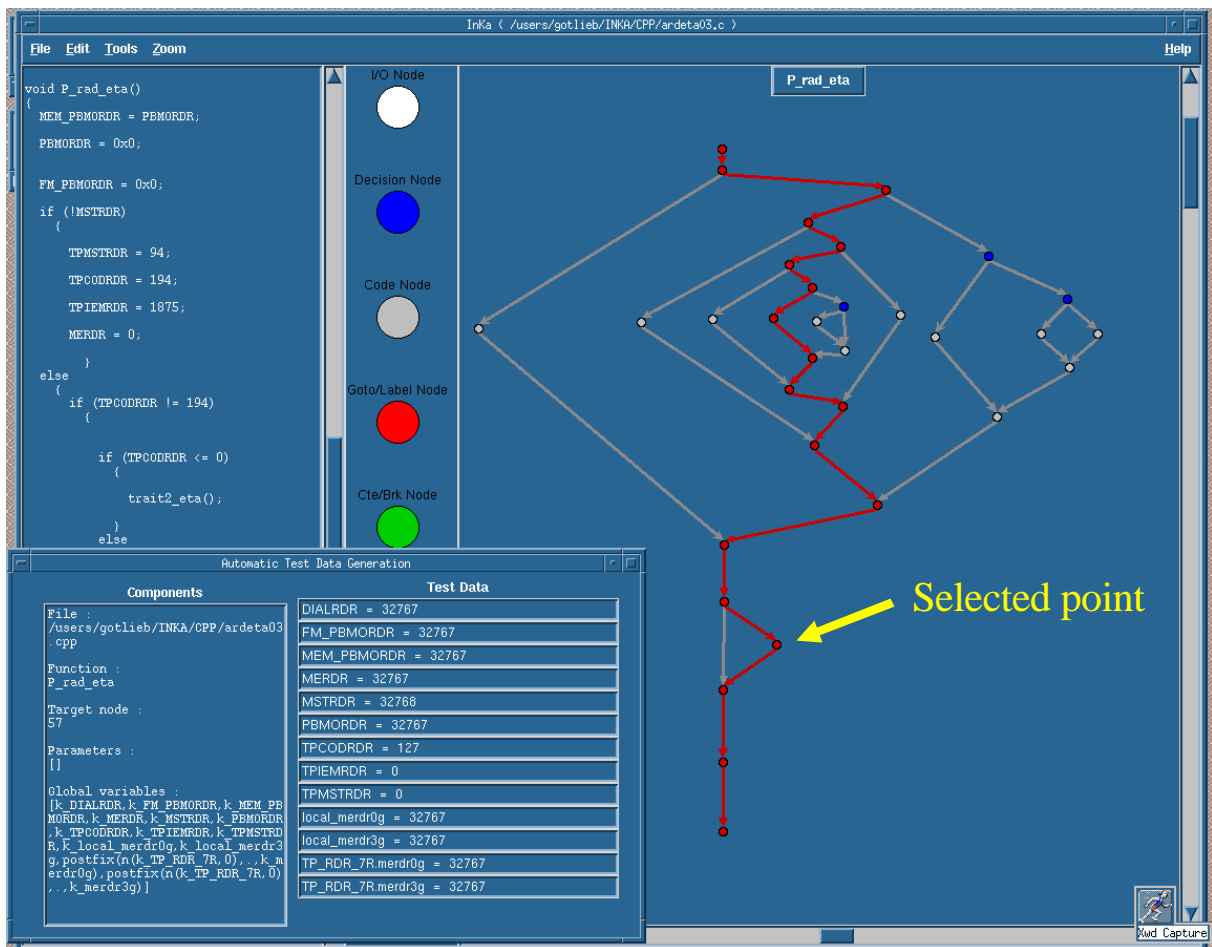 InKa ( /users/gotlieb/INKA/CPP/ardeta03.c )
File Edit Tools Zoom Help
void P_rad_eta()
{
MEM_PBMORDR = PBMORDR;
PBMORDR = 0x0;
FM_PBMORDR = 0x0;
if (!MSTRDR)
{
TPMSTRDR = 94;
TPCODRDR = 194;
TPIEMRDR = 1875;
MERDR = 0;
}
else
{
if (TPCODRDR != 194)
{
if (TPCODRDR <= 0)
{
trait2_eta();
}
else
I/O Node
Decision Node
Code Node
Goto/Label Node
Cte/Brk Node
P_rad_eta
Selected point
Automatic Test Data Generation
Components
File :
/users/gotlieb/INKA/CPP/ardeta03
.cpp
Function :
P_rad_eta
Target node :
57
Parameters :
[]
Global variables :
[k_DIALRDR,k_FM_PBMORDR,k_MEM_PB
MORDR,k_MERDR,k_MSTRDR,k_PBMORDR
,k_TPCODRDR,k_TPIEMRDR,k_TPMSTRD
R,k_local_merdr0g,k_local_merdr3
g,postfix(n(k_TP_RDR_7R,0),.,k_m
erdr0g),postfix(n(k_TP_RDR_7R,0)
,.,k_merdr3g)]
Test Data
DIALRDR = 32767
FM_PBMORDR = 32767
MEM_PBMORDR = 32767
MERDR = 32767
MSTRDR = 32768
PBMORDR = 32767
TPCODRDR = 127
TPIEMRDR = 0
TPMSTRDR = 0
local_merdr0g = 32767
local_merdr3g = 32767
TP_RDR_7R.merdr0g = 32767
TP_RDR_7R.merdr3g = 32767
Xwd Capture